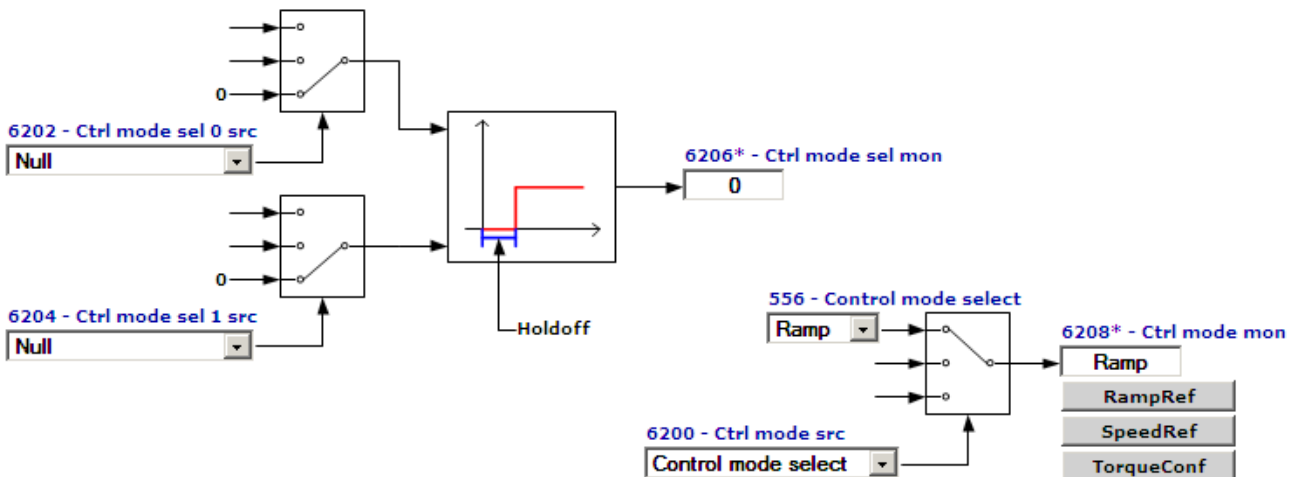 0
6202 - Ctrl mode sel 0 src
Null
6206* - Ctrl mode sel mon
0
0
6204 - Ctrl mode sel 1 src
Null
Holdoff
556 - Control mode select
Ramp
6208* - Ctrl mode mon
Ramp
RampRef
SpeedRef
TorqueConf
6200 - Ctrl mode src
Control mode select